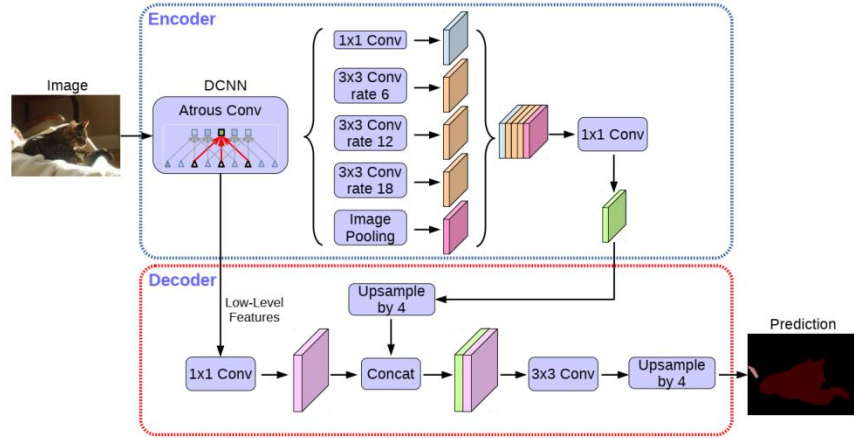 Encoder
Image
DCNN
Atrous Conv
1x1 Conv
3x3 Conv
rate 6
3x3 Conv
rate 12
3x3 Conv
rate 18
Image
Pooling
1x1 Conv
Decoder
Low-Level
Features
Upsample
by 4
1x1 Conv
Concat
3x3 Conv
Upsample
by 4
Prediction